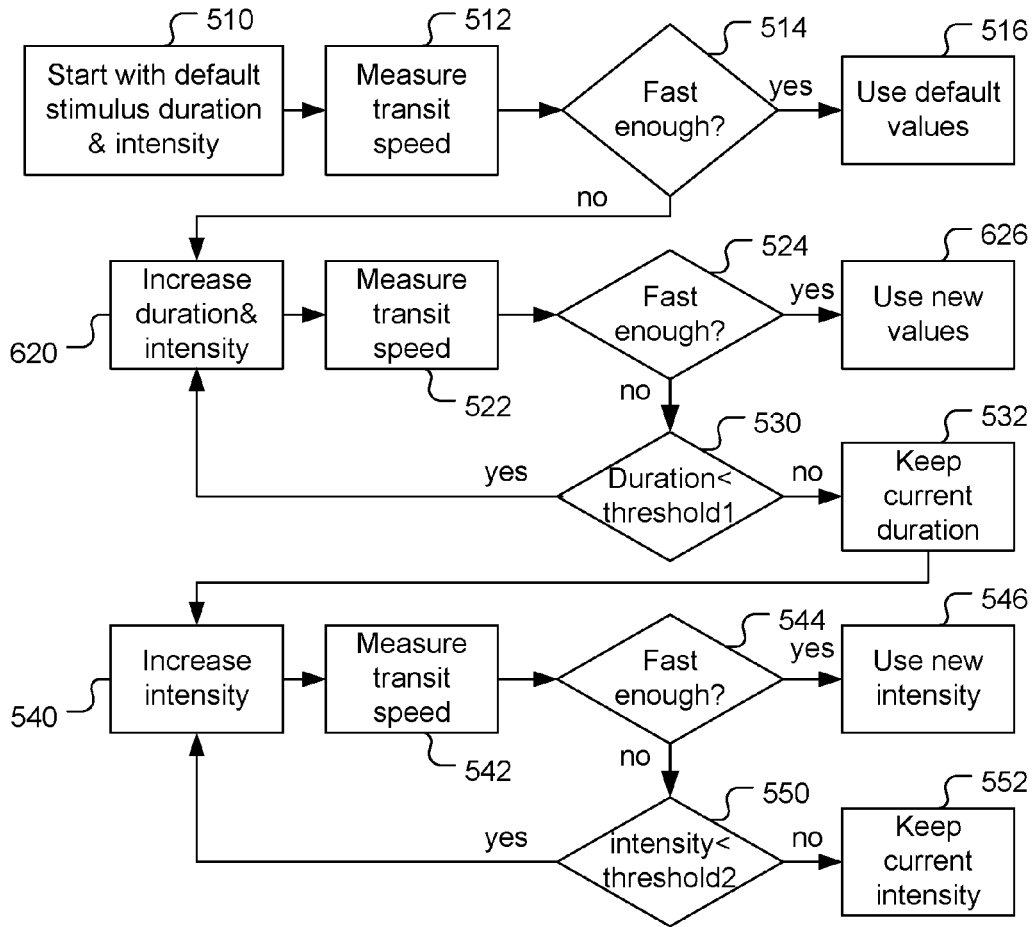 510
512
514
516
Start with default
stimulus duration
& intensity
Measure
transit
speed
Fast
enough?
yes
Use default
values
no
524
626
Increase
duration&
intensity
Measure
transit
speed
Fast
enough?
yes
Use new
values
620
522
no
530
532
yes
Duration<
threshold1
no
Keep
current
duration
544
546
Increase
intensity
Measure
transit
speed
Fast
enough?
yes
Use new
intensity
540
542
no
550
552
yes
intensity<
threshold2
no
Keep
current
intensity